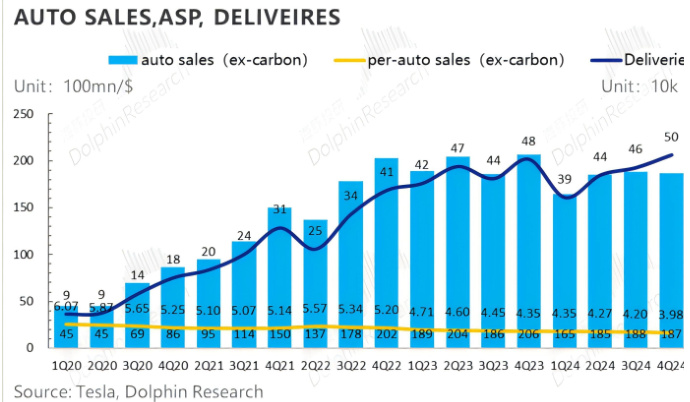 AUTO SALES,ASP, DELIVEIRES
auto sales（ex-carbon） per-auto sales（ex-carbon） Deliverie
Unit：100mn/$ Unit：10k
250
200
150
100
50
0
9 9 14 18 20 24 31 25 34 41 42 47 44 48 39 44 46 50
6.07 5.87 5.65 5.25 5.10 5.07 5.14 5.57 5.34 5.20 4.71 4.60 4.45 4.35 4.35 4.27 4.20 3.98
45 45 69 86 95 114 150 137 178 202 189 204 186 206 165 185 188 187
1Q20 2Q20 3Q20 4Q20 1Q21 2Q21 3Q21 4Q21 2Q22 3Q22 4Q22 1Q23 2Q23 3Q23 4Q23 1Q24 2Q24 3Q24 4Q24
DolphinResearch
DolphinResearch
DolphinResearch
DolphinResearch
Source: Tesla, Dolphin Research